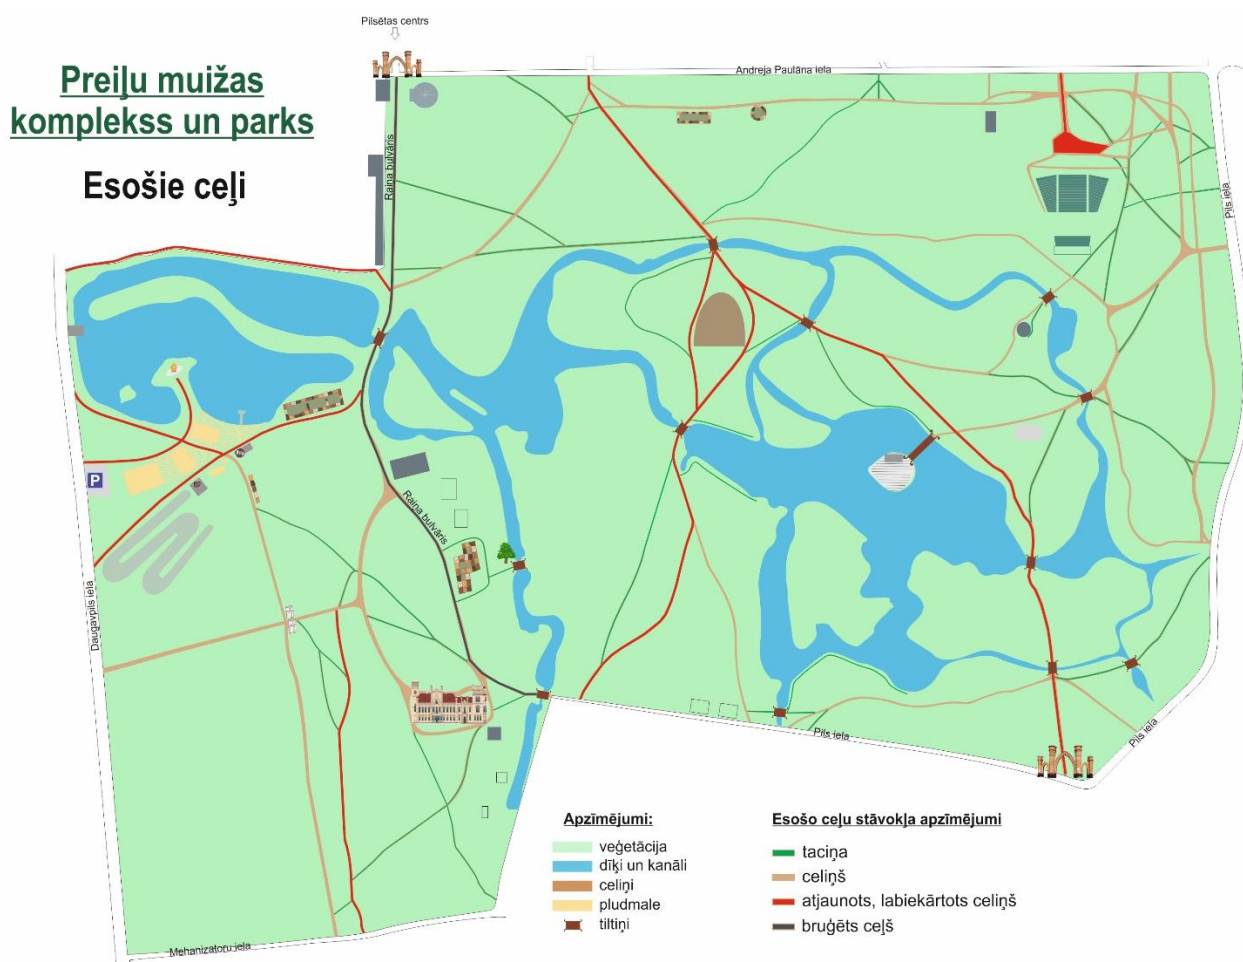 Pilsētas centrs
Preiļu muižas
komplekss un parks
Esošie ceļi
Andreja Paulāna iela
Raiņa bulvāris
Pils iela
P
Raiņa bulvāris
Daugavpils iela
Pils iela
Pils iela
Mehanizatoru iela
Apzīmējumi:
veģetācija
dīķi un kanāli
celiņi
pludmale
tiltiņi
Esošo ceļu stāvokļa apzīmējumi
taciņa
celiņš
atjaunots, labiekārtots celiņš
bruģēts ceļš